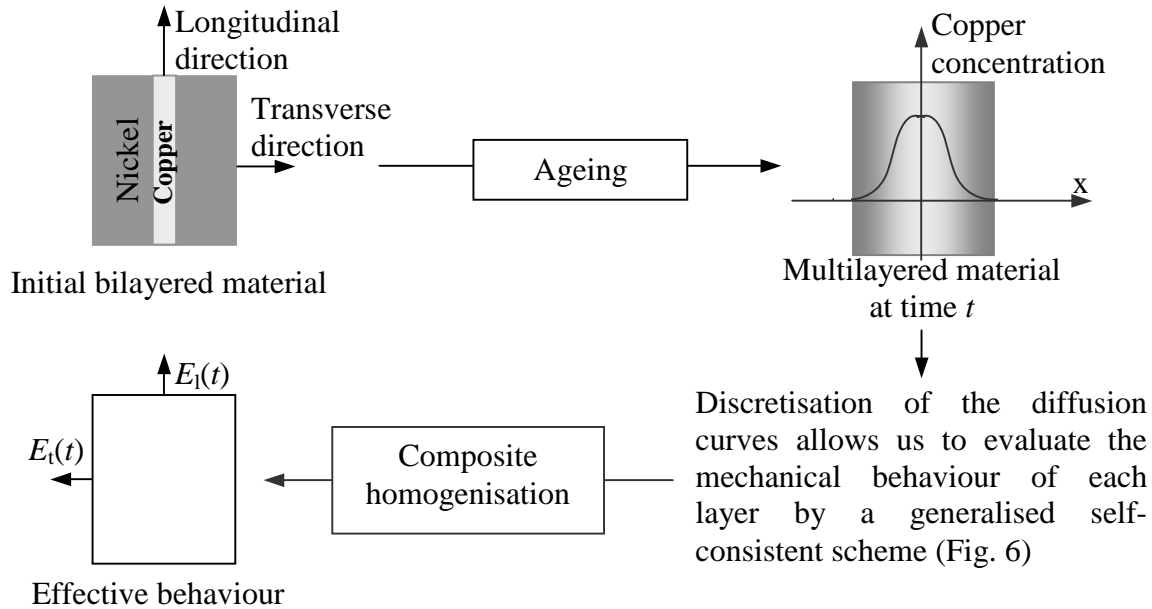 Longitudinal
direction
Nickel
Copper
Transverse
direction
Initial bilayered material
Ageing
Copper
concentration
x
Multilayered material
at time t
Discretisation of the diffusion
curves allows us to evaluate the
mechanical behaviour of each
layer by a generalised self-
consistent scheme (Fig. 6)
Composite
homogenisation
El(t)
Et(t)
Effective behaviour